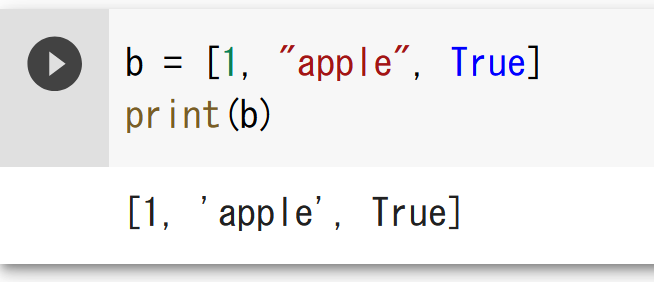 b = [1, "apple", True]
print(b)
[1, 'apple', True]